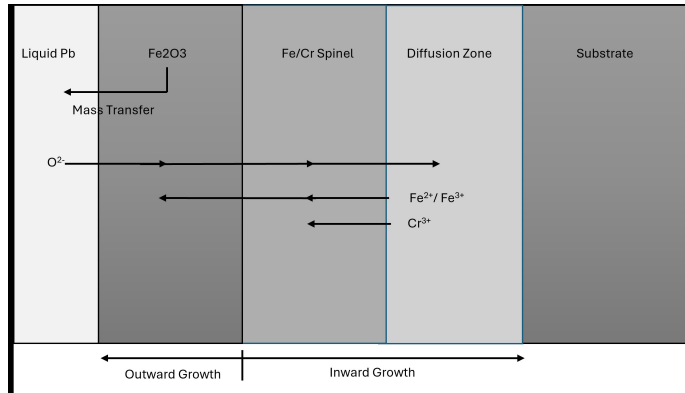 Liquid Pb
Fe2O3
Fe/Cr Spinel
Diffusion Zone
Substrate
Mass Transfer
O²⁻
Fe²⁺/ Fe³⁺
Cr³⁺
Outward Growth
Inward Growth